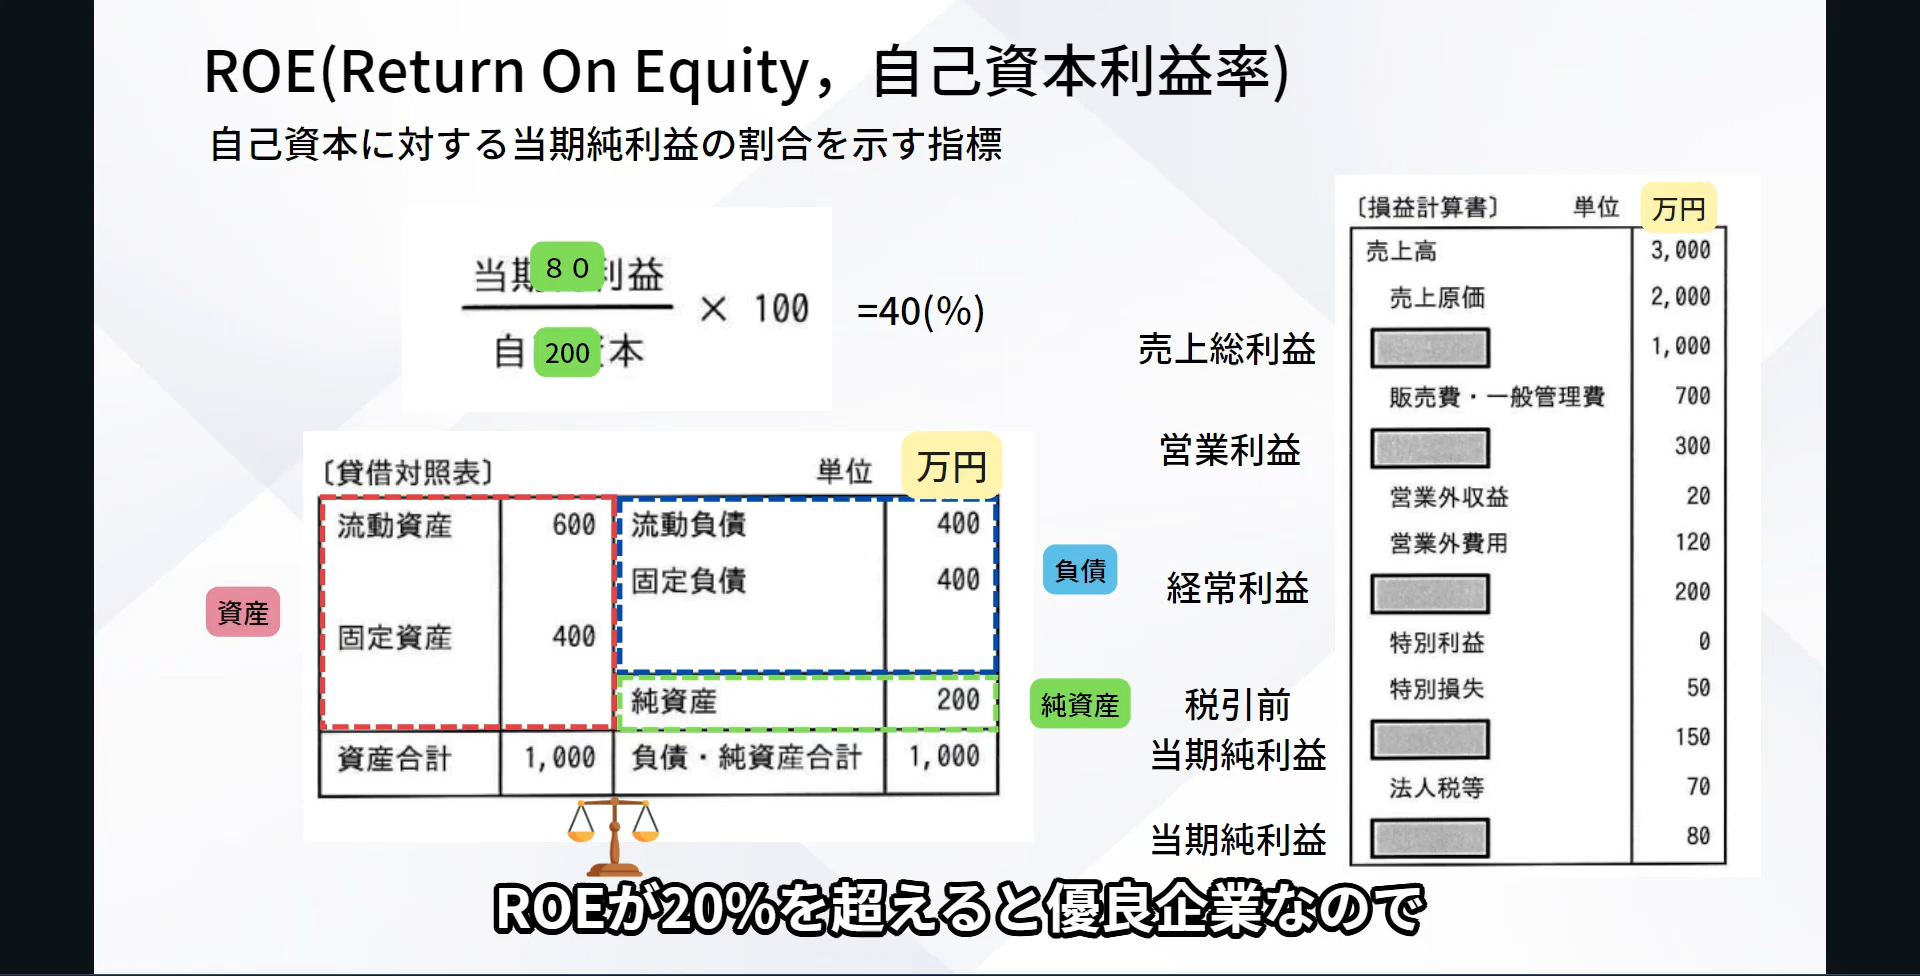 ROE(Return On Equity，自己資本利益率)
自己資本に対する当期純利益の割合を示す指標
当期 80 利益
自 200 本
× 100 =40(%)
〔貸借対照表〕 単位 万円
流動資産 600 流動負債 400
固定負債 400
固定資産 400
純資産 200
資産合計 1,000 負債・純資産合計 1,000
資産
負債
純資産
売上総利益
営業利益
経常利益
税引前
当期純利益
当期純利益
〔損益計算書〕 単位 万円
売上高 3,000
売上原価 2,000
1,000
販売費・一般管理費 700
300
営業外収益 20
営業外費用 120
200
特別利益 0
特別損失 50
150
法人税等 70
80
ROEが20%を超えると優良企業なので